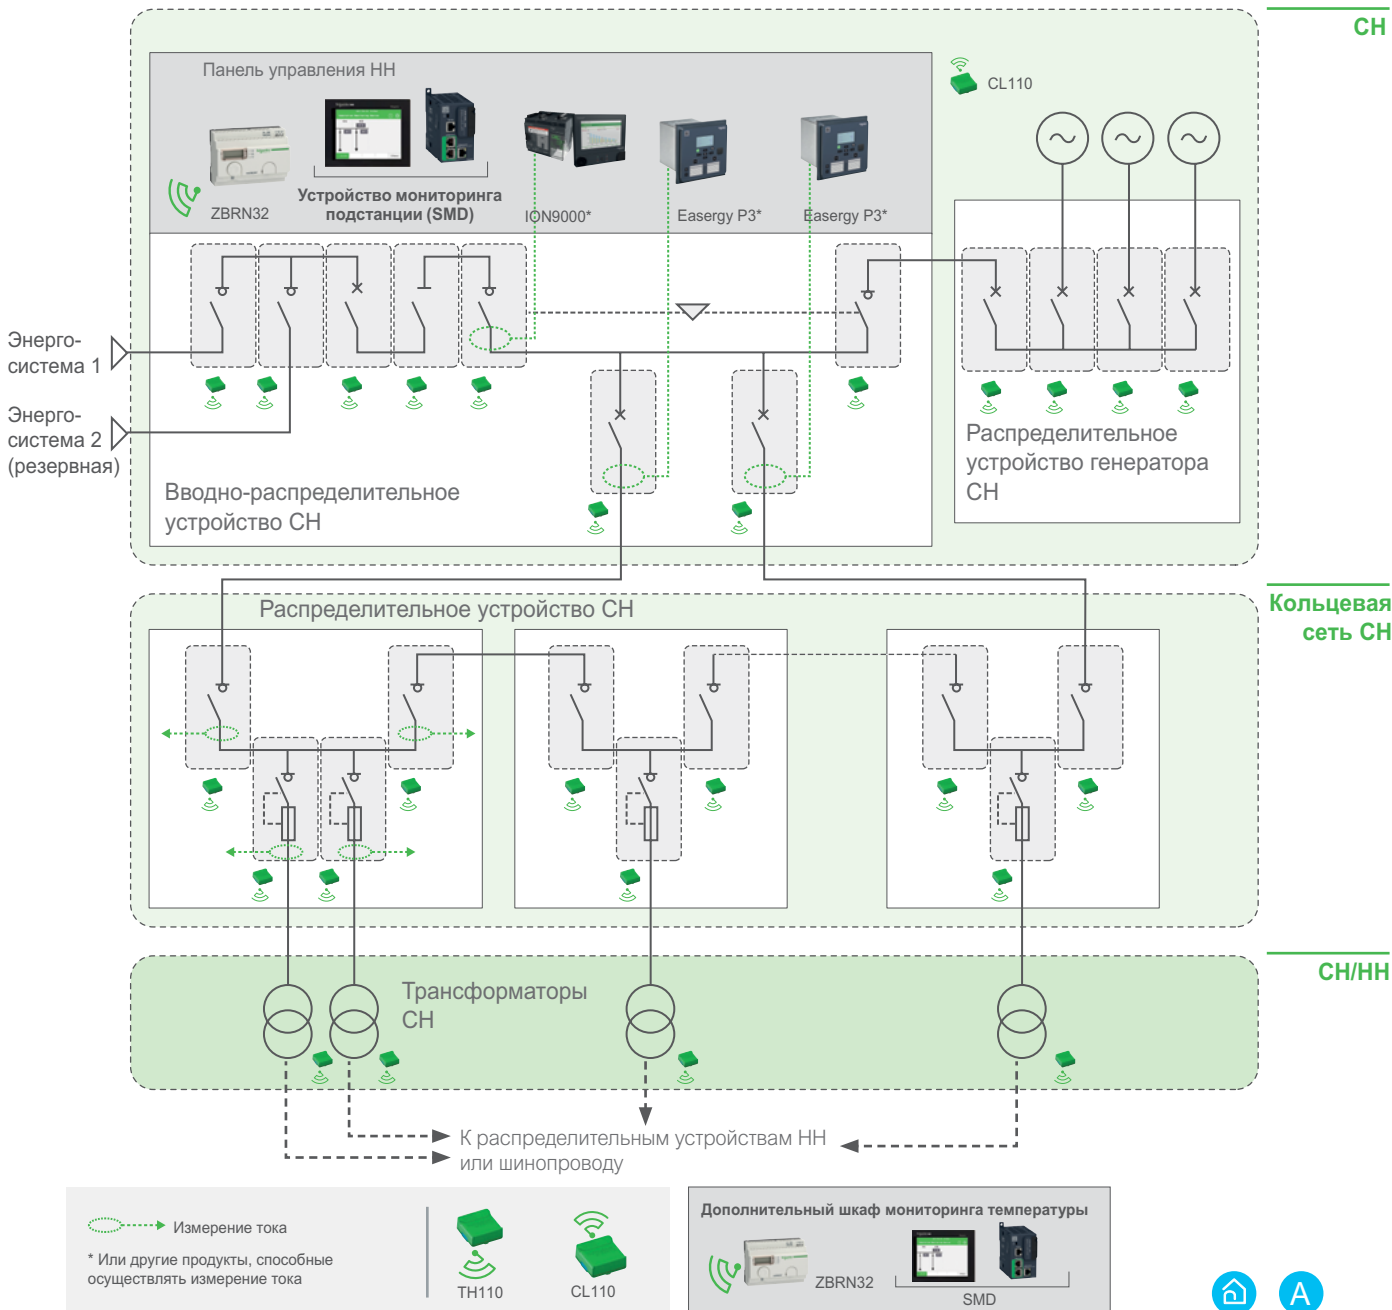 СН
Панель управления НН
CL110
ZBRN32
Устройство мониторинга
подстанции (SMD)
ION9000*
Easergy P3*
Easergy P3*
Энерго-
система 1
Энерго-
система 2
(резервная)
Вводно-распределительное
устройство СН
Распределительное
устройство генератора
СН
Кольцевая
сеть СН
Распределительное устройство СН
СН/НН
Трансформаторы
СН
К распределительным устройствам НН
или шинопроводу
Измерение тока
* Или другие продукты, способные
осуществлять измерение тока
TH110
CL110
Дополнительный шкаф мониторинга температуры
ZBRN32
SMD
A